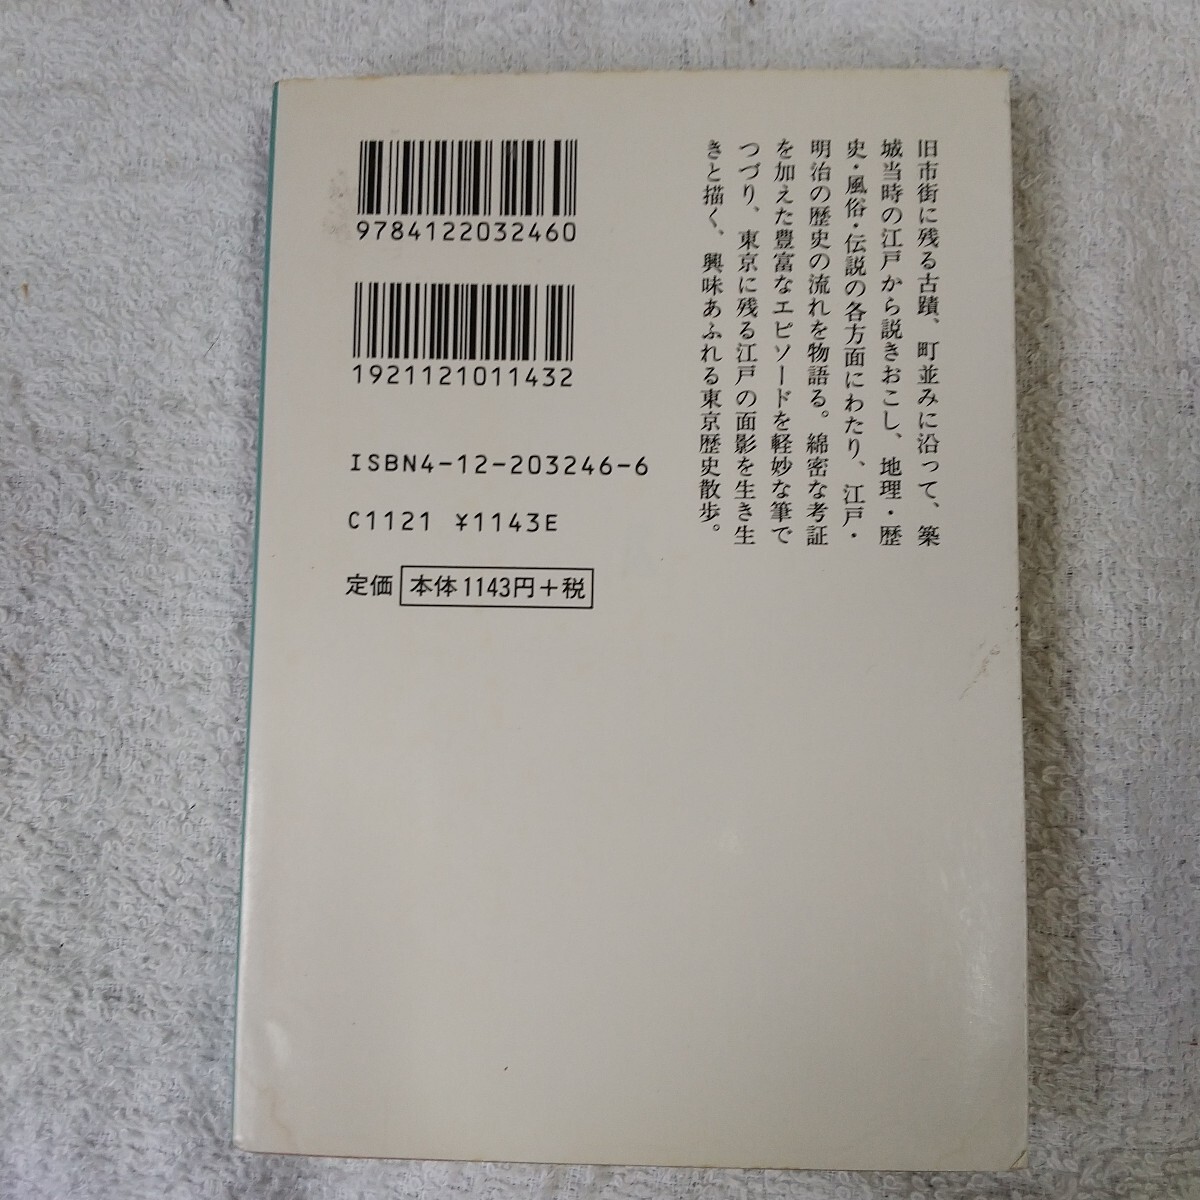 旧市街に残る古蹟、町並みに沿って、築
城当時の江戸から説きおこし、地理・歴
史・風俗・伝説の各方面にわたり、江戸・
明治の歴史の流れを物語る。綿密な考証
を加えた豊富なエピソードを軽妙な筆で
つづり、東京に残る江戸の面影を生き生
きと描く、興味あふれる東京歴史散歩。
9784122032460
1921121011432
ISBN4-12-203246-6
C1121 ¥1143E
定価 本体1143円+税